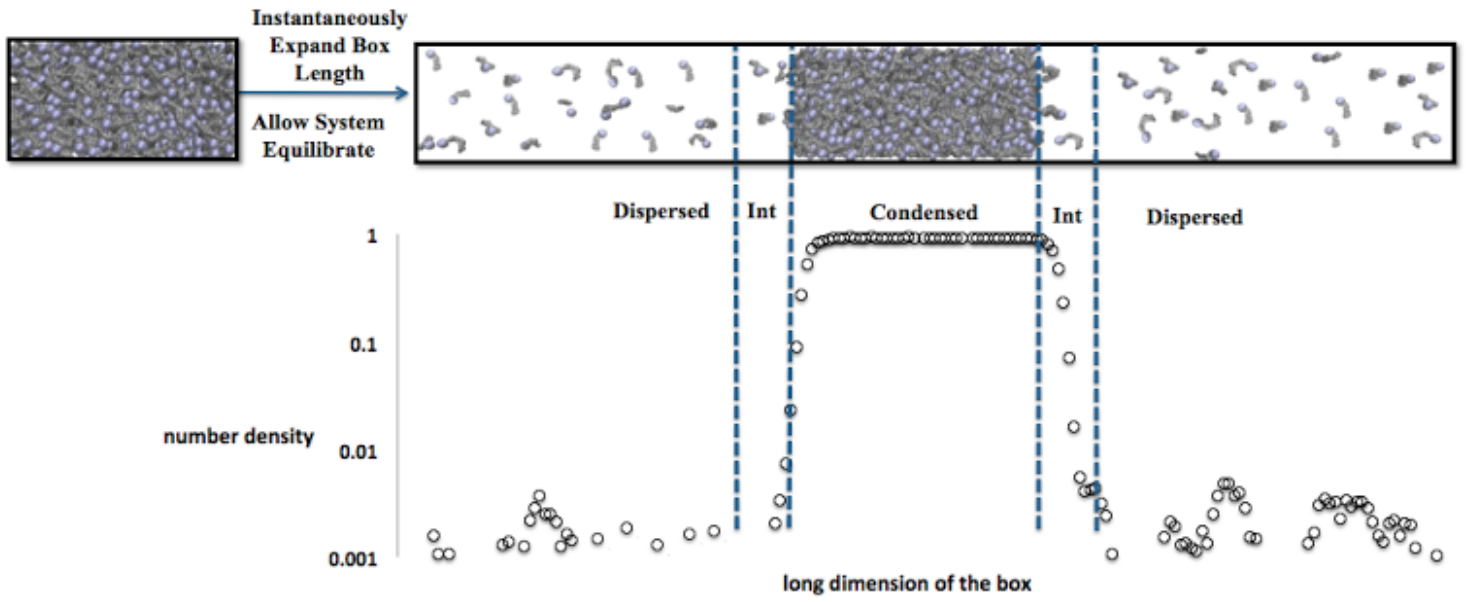 Instantaneously
Expand Box
Length
Allow System
Equilibrate
Dispersed
Int
Condensed
Int
Dispersed
1
0.1
number density
0.01
0.001
long dimension of the box